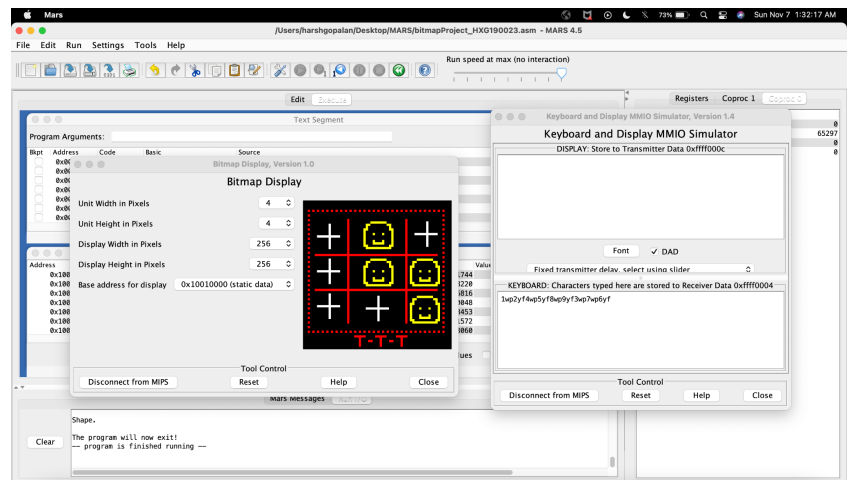 Mars
73%
Sun Nov 7 1:32:17 AM
/Users/harshgopalan/Desktop/MARS/bitmapProject_HXG190023.asm - MARS 4.5
File Edit Run Settings Tools Help
Run speed at max (no interaction)
Edit Execute
Registers Coproc 1 Coproc 0
Text Segment
Program Arguments:
Bkpt Address Code Basic Source
Bitmap Display, Version 1.0
Bitmap Display
Unit Width in Pixels 4
Unit Height in Pixels 4
Display Width in Pixels 256
Display Height in Pixels 256
Base address for display 0x10010000 (static data)
T-T-T
Tool Control
Disconnect from MIPS Reset Help Close
Address
Value
Keyboard and Display MMIO Simulator, Version 1.4
Keyboard and Display MMIO Simulator
DISPLAY: Store to Transmitter Data 0xffff000c
Font DAD
Fixed transmitter delay, select using slider
KEYBOARD: Characters typed here are stored to Receiver Data 0xffff0004
1wp2yf4wp5yf8wp9yf3wp7wp6yf
Tool Control
Disconnect from MIPS Reset Help Close
0
65297
0
0
Mars Messages Run I/O
Clear
Shape.
The program will now exit!
-- program is finished running --